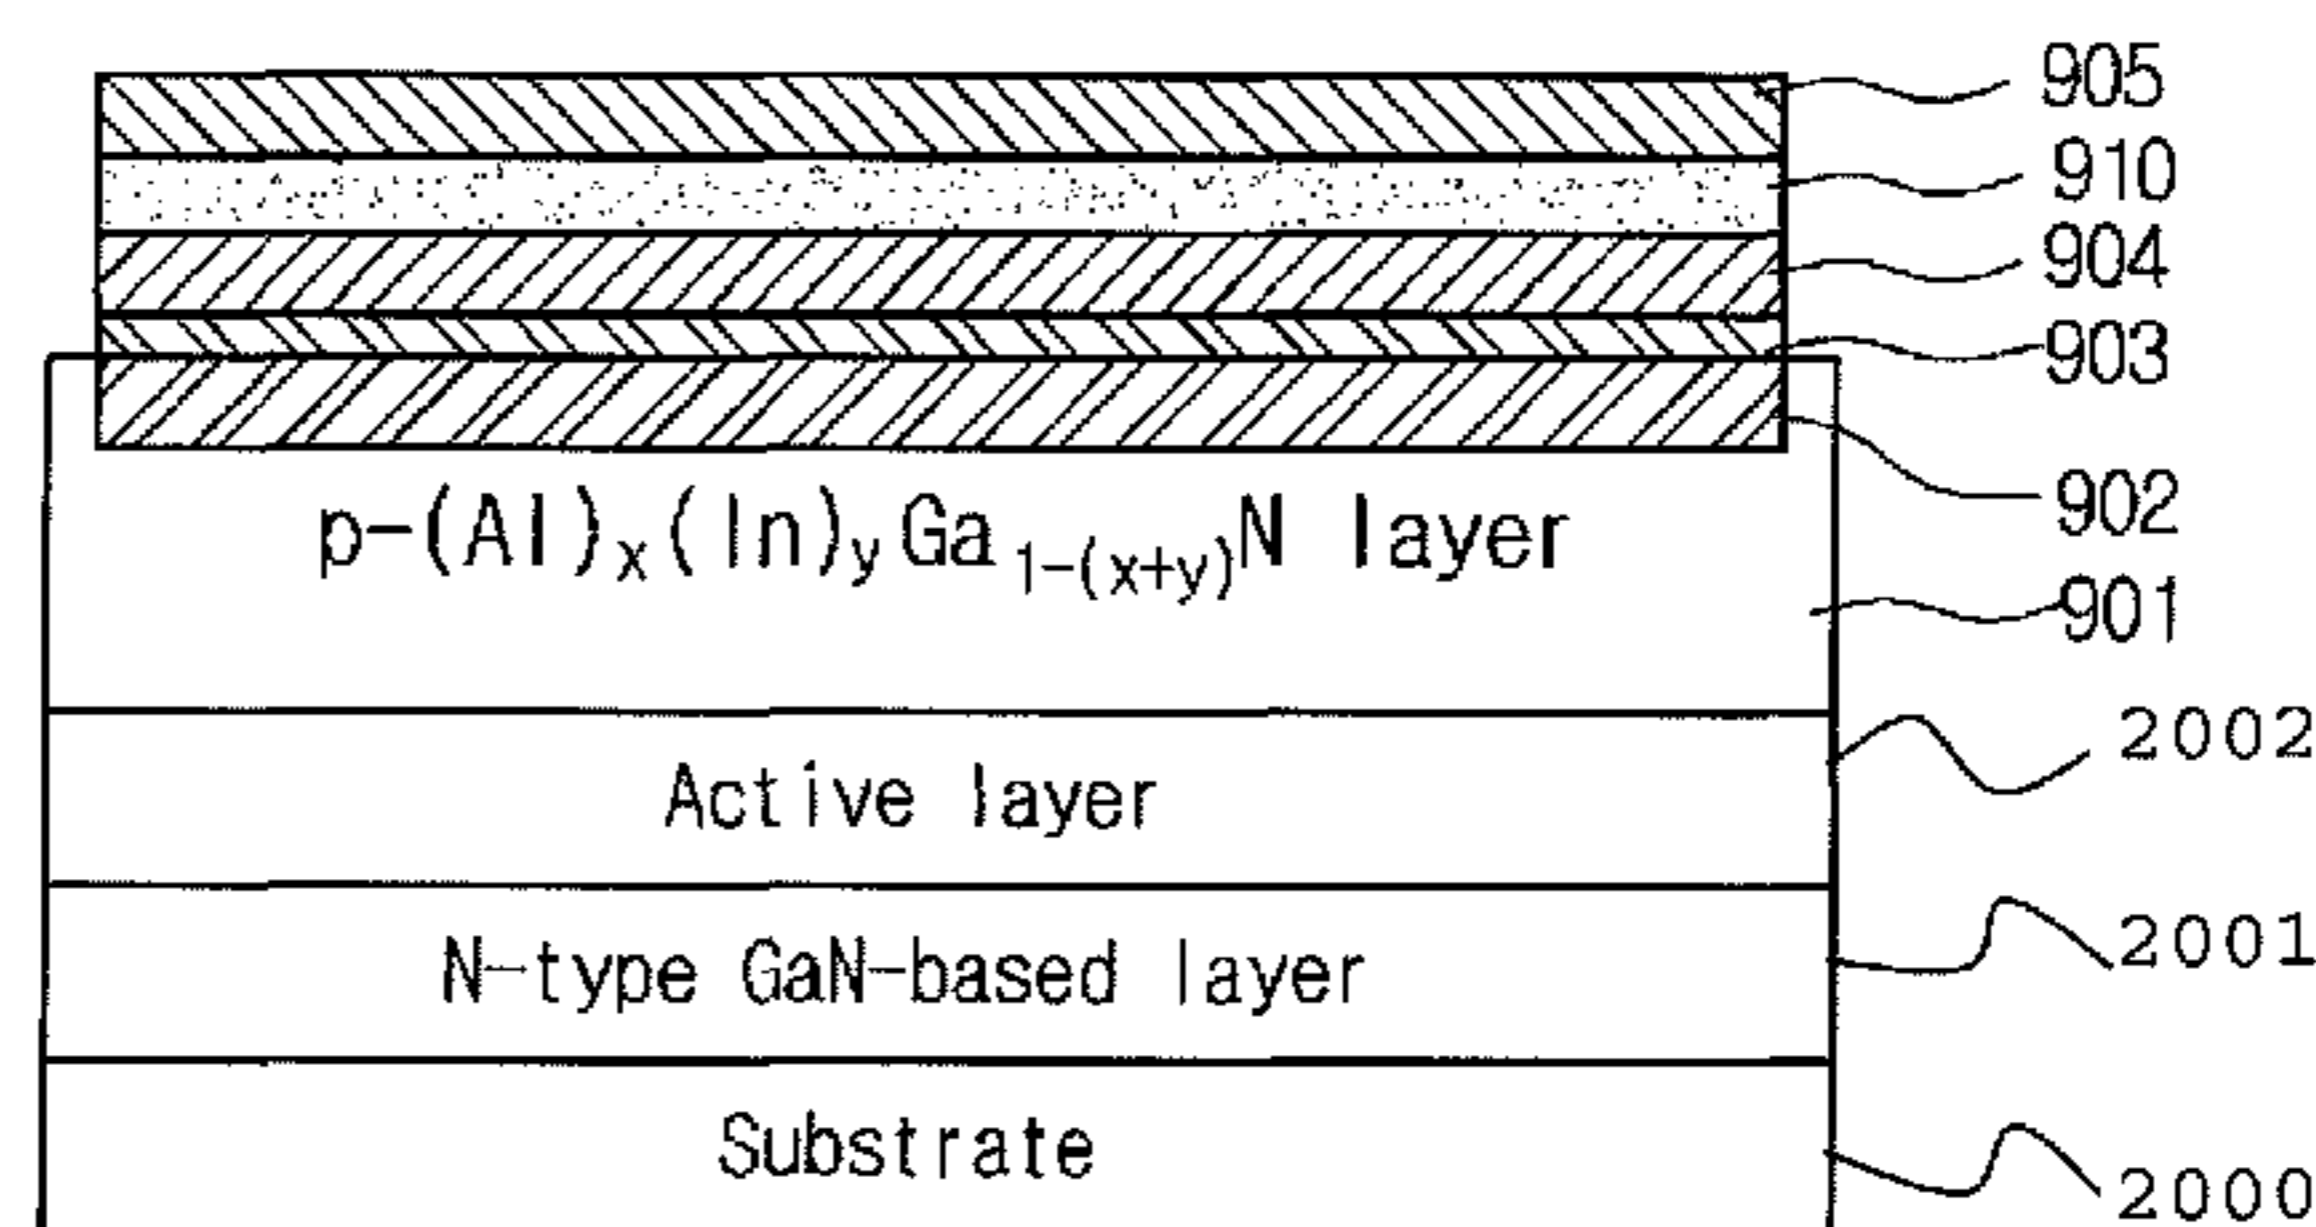 905
910
904
903
902
p-(Al)x(In)yGa1-(x+y)N layer
901
2002
Active layer
2001
N-type GaN-based layer
Substrate
2000